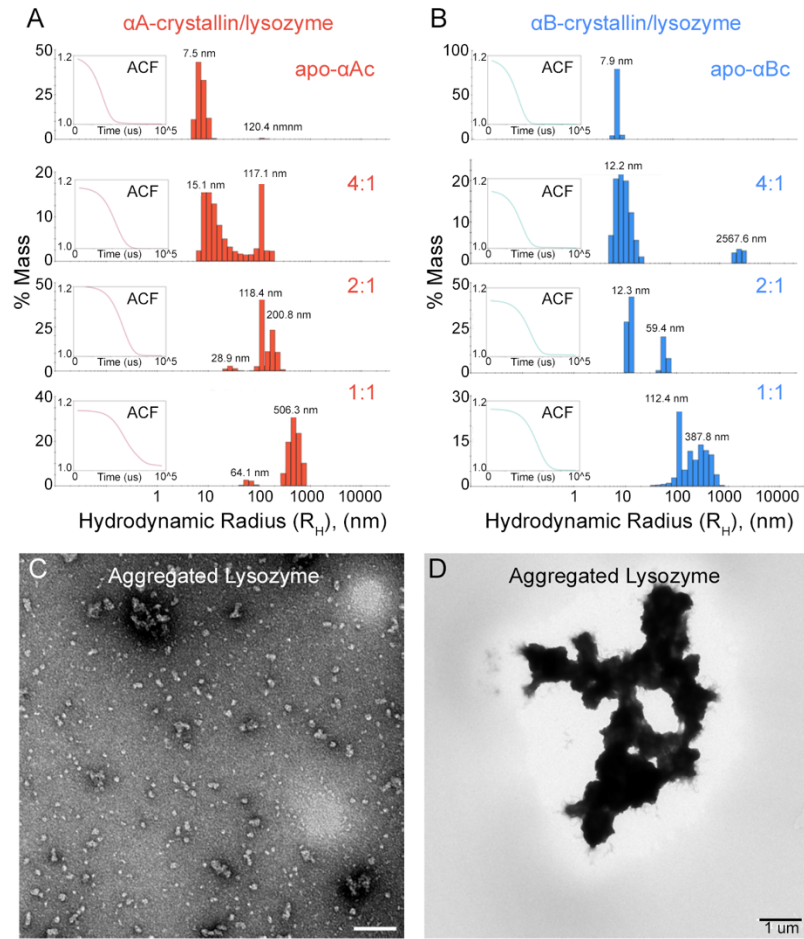 A
αA-crystallin/lysozyme
50
25
0
1.2
ACF
1.0
0
Time (us)
10^5
7.5 nm
120.4 nmnm
apo-αAc
20
10
0
1.2
ACF
1.0
0
Time (us)
10^5
15.1 nm
117.1 nm
4:1
% Mass
50
25
0
1.2
ACF
1.0
0
Time (us)
10^5
28.9 nm
118.4 nm
200.8 nm
2:1
40
20
0
1.2
ACF
1.0
0
Time (us)
10^5
64.1 nm
506.3 nm
1:1
1 10 100 1000 10000
Hydrodynamic Radius (RH), (nm)
B
αB-crystallin/lysozyme
100
50
0
1.2
ACF
1.0
0
Time (us)
10^5
7.9 nm
apo-αBc
20
10
0
1.2
ACF
1.0
0
Time (us)
10^5
12.2 nm
2567.6 nm
4:1
% Mass
50
25
0
1.2
ACF
1.0
0
Time (us)
10^5
12.3 nm
59.4 nm
2:1
30
15
0
1.2
ACF
1.0
0
Time (us)
10^5
112.4 nm
387.8 nm
1:1
1 10 100 1000 10000
Hydrodynamic Radius (RH), (nm)
C
Aggregated Lysozyme
D
Aggregated Lysozyme
1 um